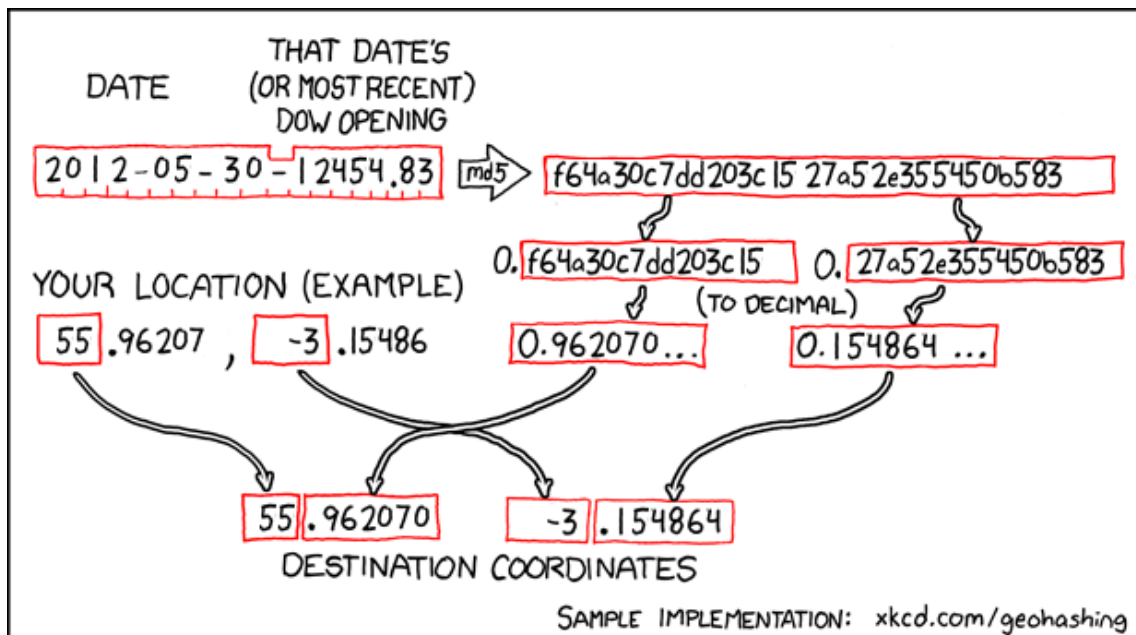 DATE
THAT DATE'S
(OR MOST RECENT)
DOW OPENING
2012-05-30-12454.83
md5
f64a30c7dd203c15 27a52e355450b583
0. f64a30c7dd203c15
0. 27a52e355450b583
YOUR LOCATION (EXAMPLE)
(TO DECIMAL)
55.96207, -3.15486
0.962070...
0.154864 ...
55.962070
-3.154864
DESTINATION COORDINATES
SAMPLE IMPLEMENTATION: xkcd.com/geohashing